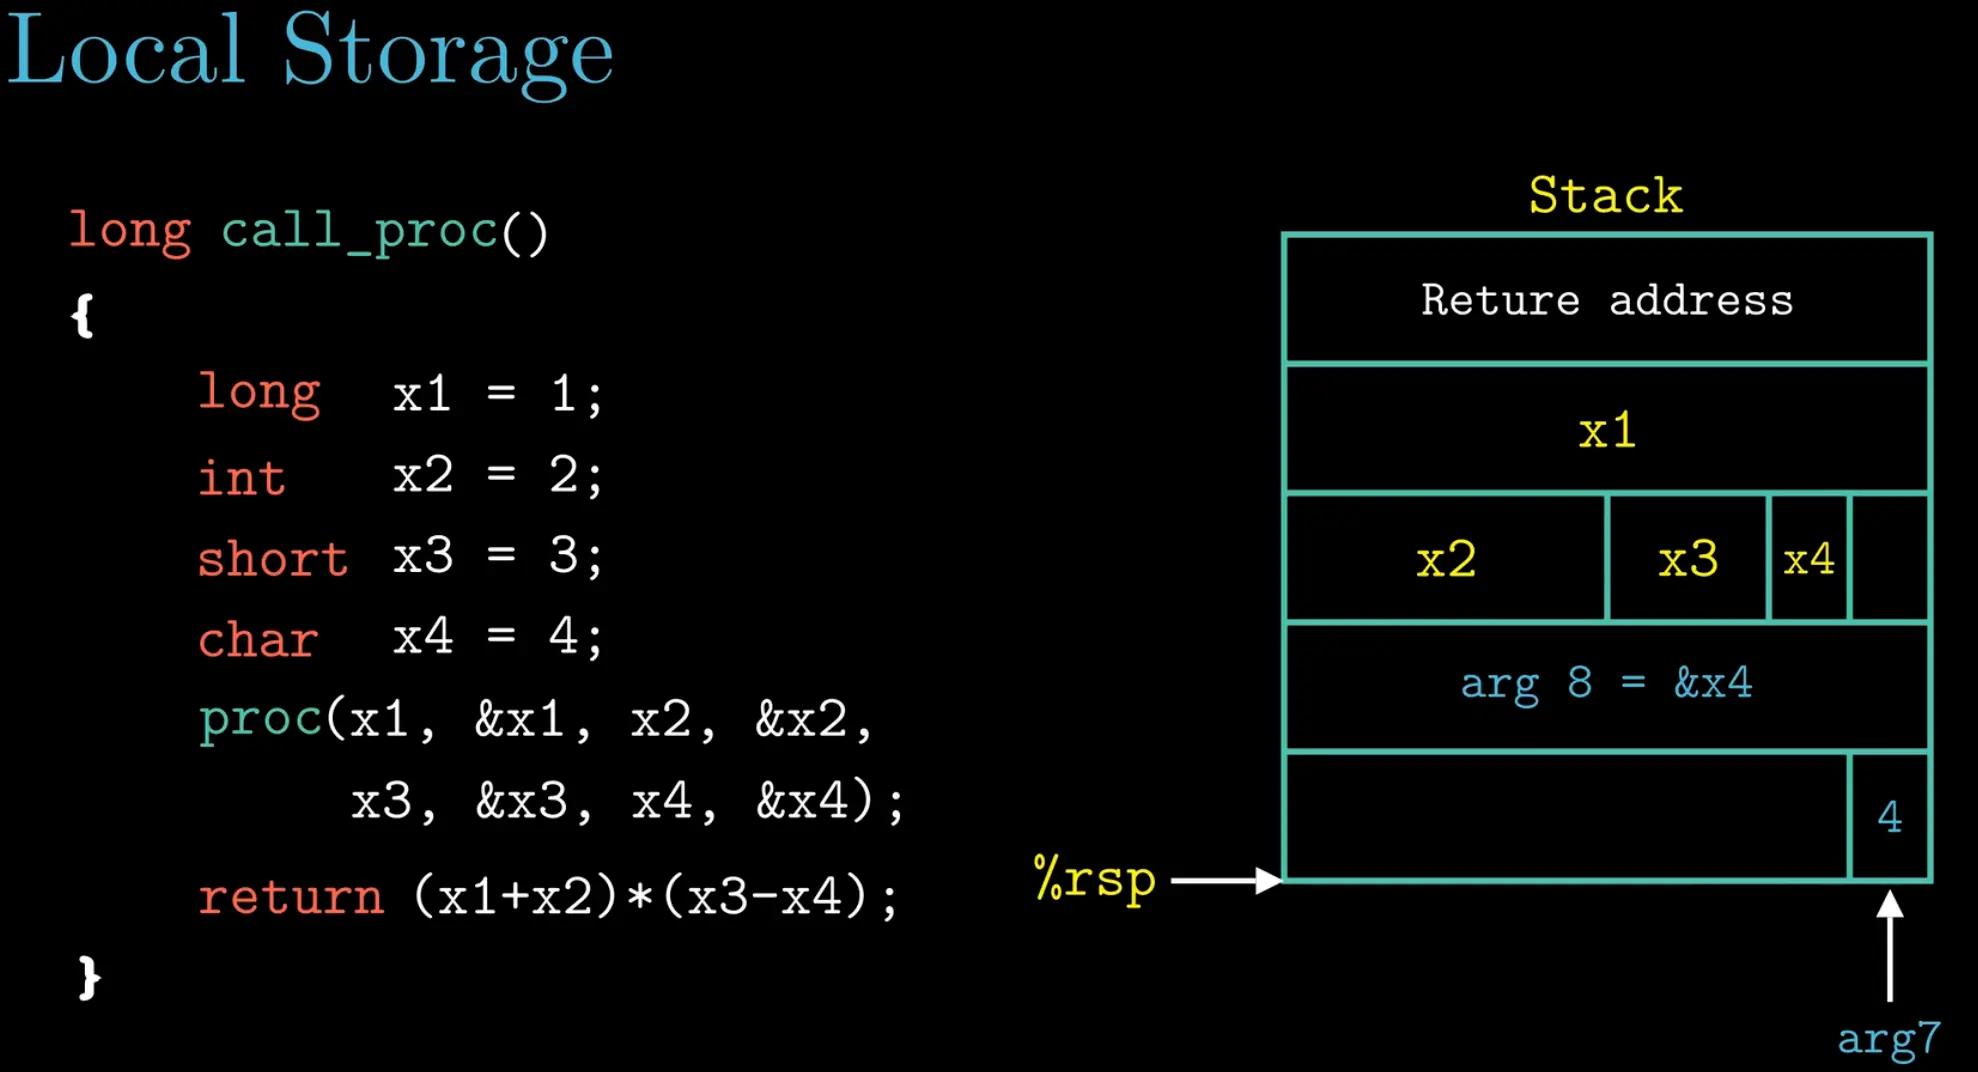 Local Storage
long call_proc()
{
long x1 = 1;
int x2 = 2;
short x3 = 3;
char x4 = 4;
proc(x1, &x1, x2, &x2,
x3, &x3, x4, &x4);
return (x1+x2)*(x3-x4);
}
Stack
Reture address
x1
x2 x3 x4
arg 8 = &x4
4
%rsp
arg7